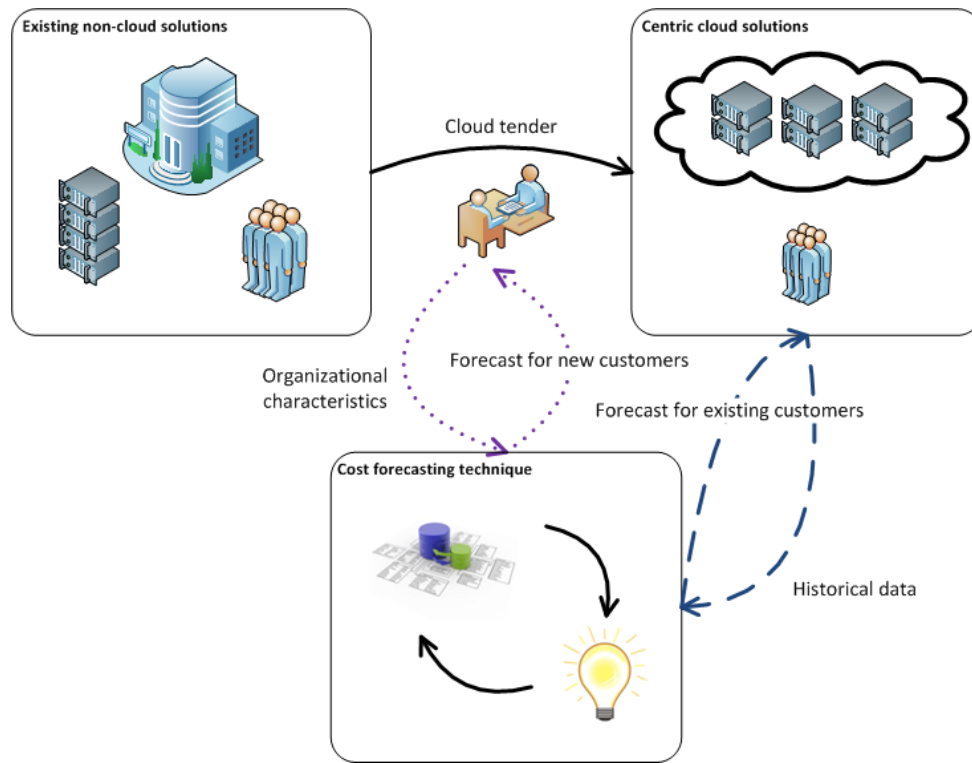 Existing non-cloud solutions
Centric cloud solutions
Cloud tender
Organizational
characteristics
Forecast for new customers
Forecast for existing customers
Cost forecasting technique
Historical data